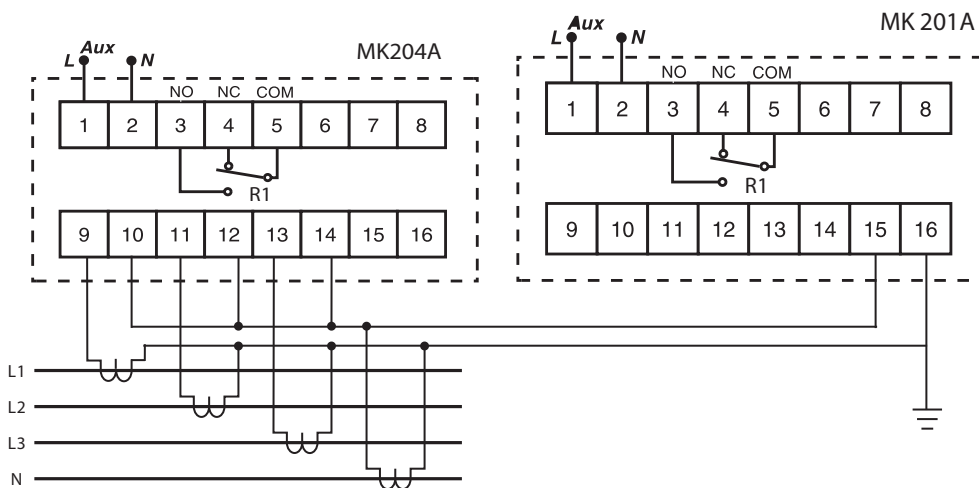 MK204A
L Aux N
NO NC COM
1 2 3 4 5 6 7 8
R1
9 10 11 12 13 14 15 16
MK 201A
L Aux N
NO NC COM
1 2 3 4 5 6 7 8
R1
9 10 11 12 13 14 15 16
L1
L2
L3
N